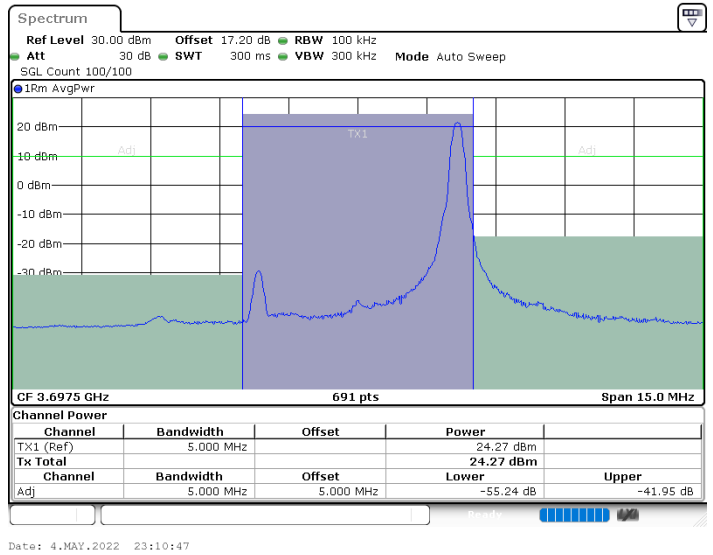 Spectrum
Ref Level 30.00 dBm Offset 17.20 dB RBW 100 kHz
Att 30 dB SWT 300 ms VBW 300 kHz Mode Auto Sweep
SGL Count 100/100
1Rm AvgPwr
20 dBm
TX1
10 dBm
Adj
Adj
0 dBm
-10 dBm
-20 dBm
-30 dBm
CF 3.6975 GHz 691 pts Span 15.0 MHz
Channel Power
Channel Bandwidth Offset Power
TX1 (Ref) 5.000 MHz 24.27 dBm
Tx Total 24.27 dBm
Channel Bandwidth Offset Lower Upper
Adj 5.000 MHz 5.000 MHz -55.24 dB -41.95 dB
Ready
Date: 4.MAY.2022 23:10:47